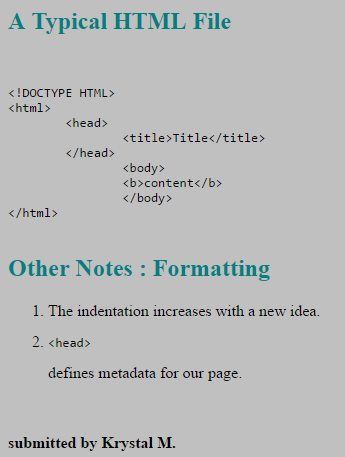 A Typical HTML File
<!DOCTYPE HTML>
<html>
<head>
<title>Title</title>
</head>
<body>
<b>content</b>
</body>
</html>
Other Notes : Formatting
1. The indentation increases with a new idea.
2. <head>
defines metadata for our page.
submitted by Krystal M.